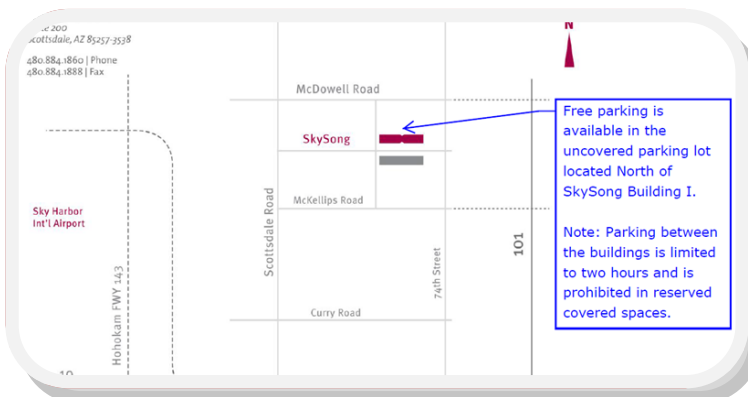 200
Scottsdale, AZ 85257-3538
480.884.1860 | Phone
480.884.1888 | Fax
N
McDowell Road
SkySong
Sky Harbor
Int'l Airport
McKellips Road
Scottsdale Road
74th Street
101
Hohokam FWY 143
Curry Road
Free parking is
available in the
uncovered parking lot
located North of
SkySong Building I.
Note: Parking between
the buildings is limited
to two hours and is
prohibited in reserved
covered spaces.